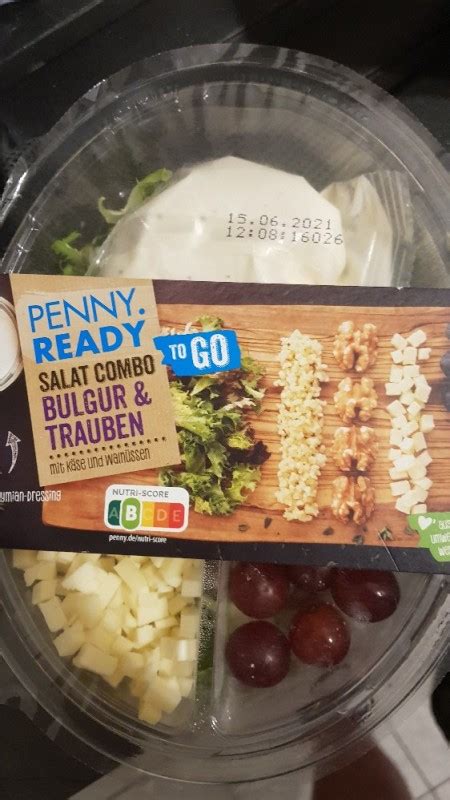 15.06.2021
12:08:16026
PENNY.
READY
TO GO
SALAT COMBO
BULGUR &
TRAUBEN
mit Käse und Walnüssen
NUTRI-SCORE
A B C D E
penny.de/nutri-score